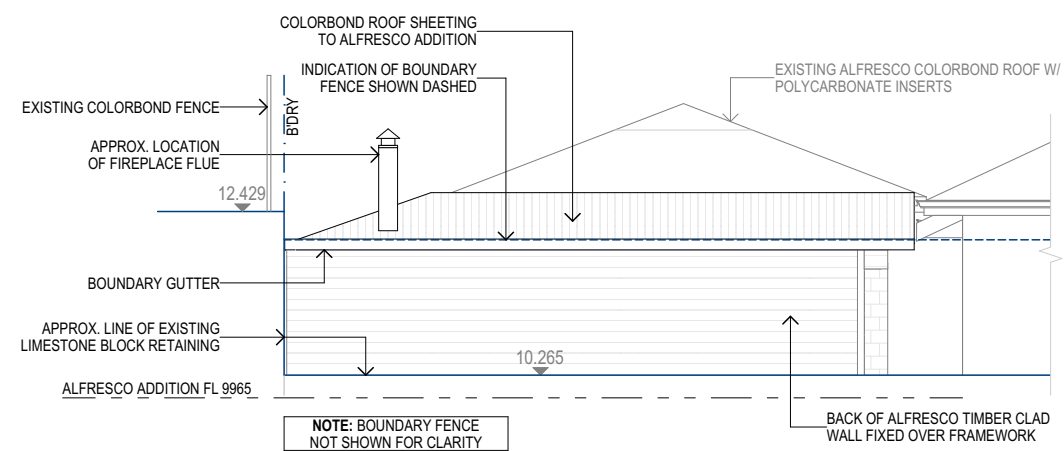 COLORBOND ROOF SHEETING
TO ALFRESCO ADDITION
INDICATION OF BOUNDARY
FENCE SHOWN DASHED
EXISTING ALFRESCO COLORBOND ROOF W/
POLYCARBONATE INSERTS
EXISTING COLORBOND FENCE
B'DRY
APPROX. LOCATION
OF FIREPLACE FLUE
12.429
BOUNDARY GUTTER
APPROX. LINE OF EXISTING
LIMESTONE BLOCK RETAINING
10.265
ALFRESCO ADDITION FL 9965
NOTE: BOUNDARY FENCE
NOT SHOWN FOR CLARITY
BACK OF ALFRESCO TIMBER CLAD
WALL FIXED OVER FRAMEWORK